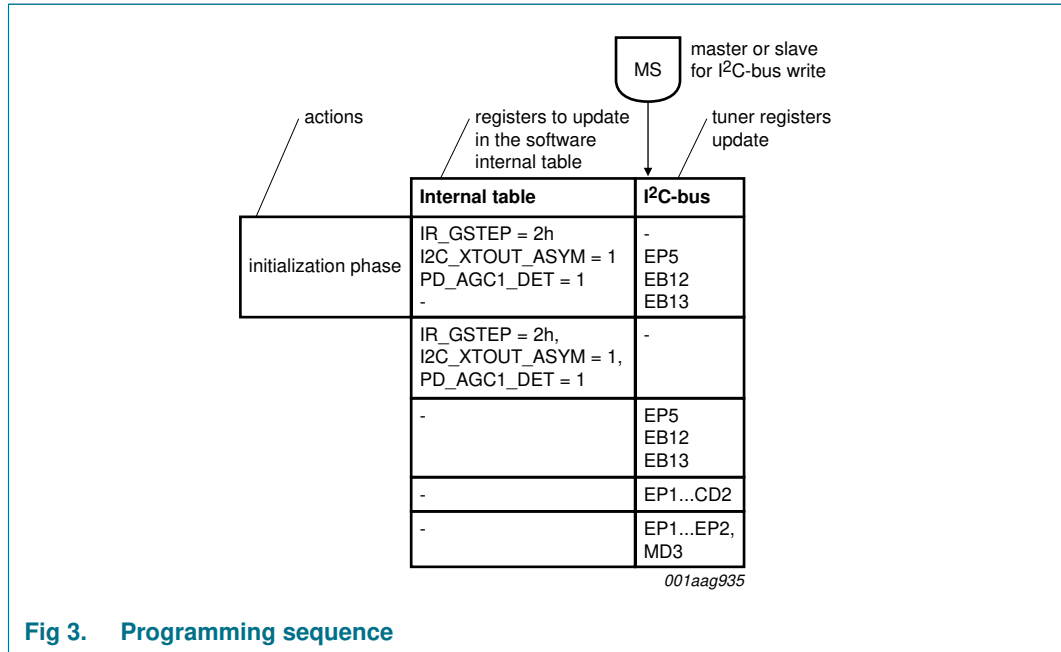 MS
master or slave
for I²C-bus write
actions
registers to update
in the software
internal table
tuner registers
update
Internal table
I²C-bus
initialization phase
IR_GSTEP = 2h
I2C_XTOUT_ASYM = 1
PD_AGC1_DET = 1
-
-
EP5
EB12
EB13
IR_GSTEP = 2h,
I2C_XTOUT_ASYM = 1,
PD_AGC1_DET = 1
-
-
EP5
EB12
EB13
-
EP1...CD2
-
EP1...EP2,
MD3
001aag935
Fig 3. Programming sequence